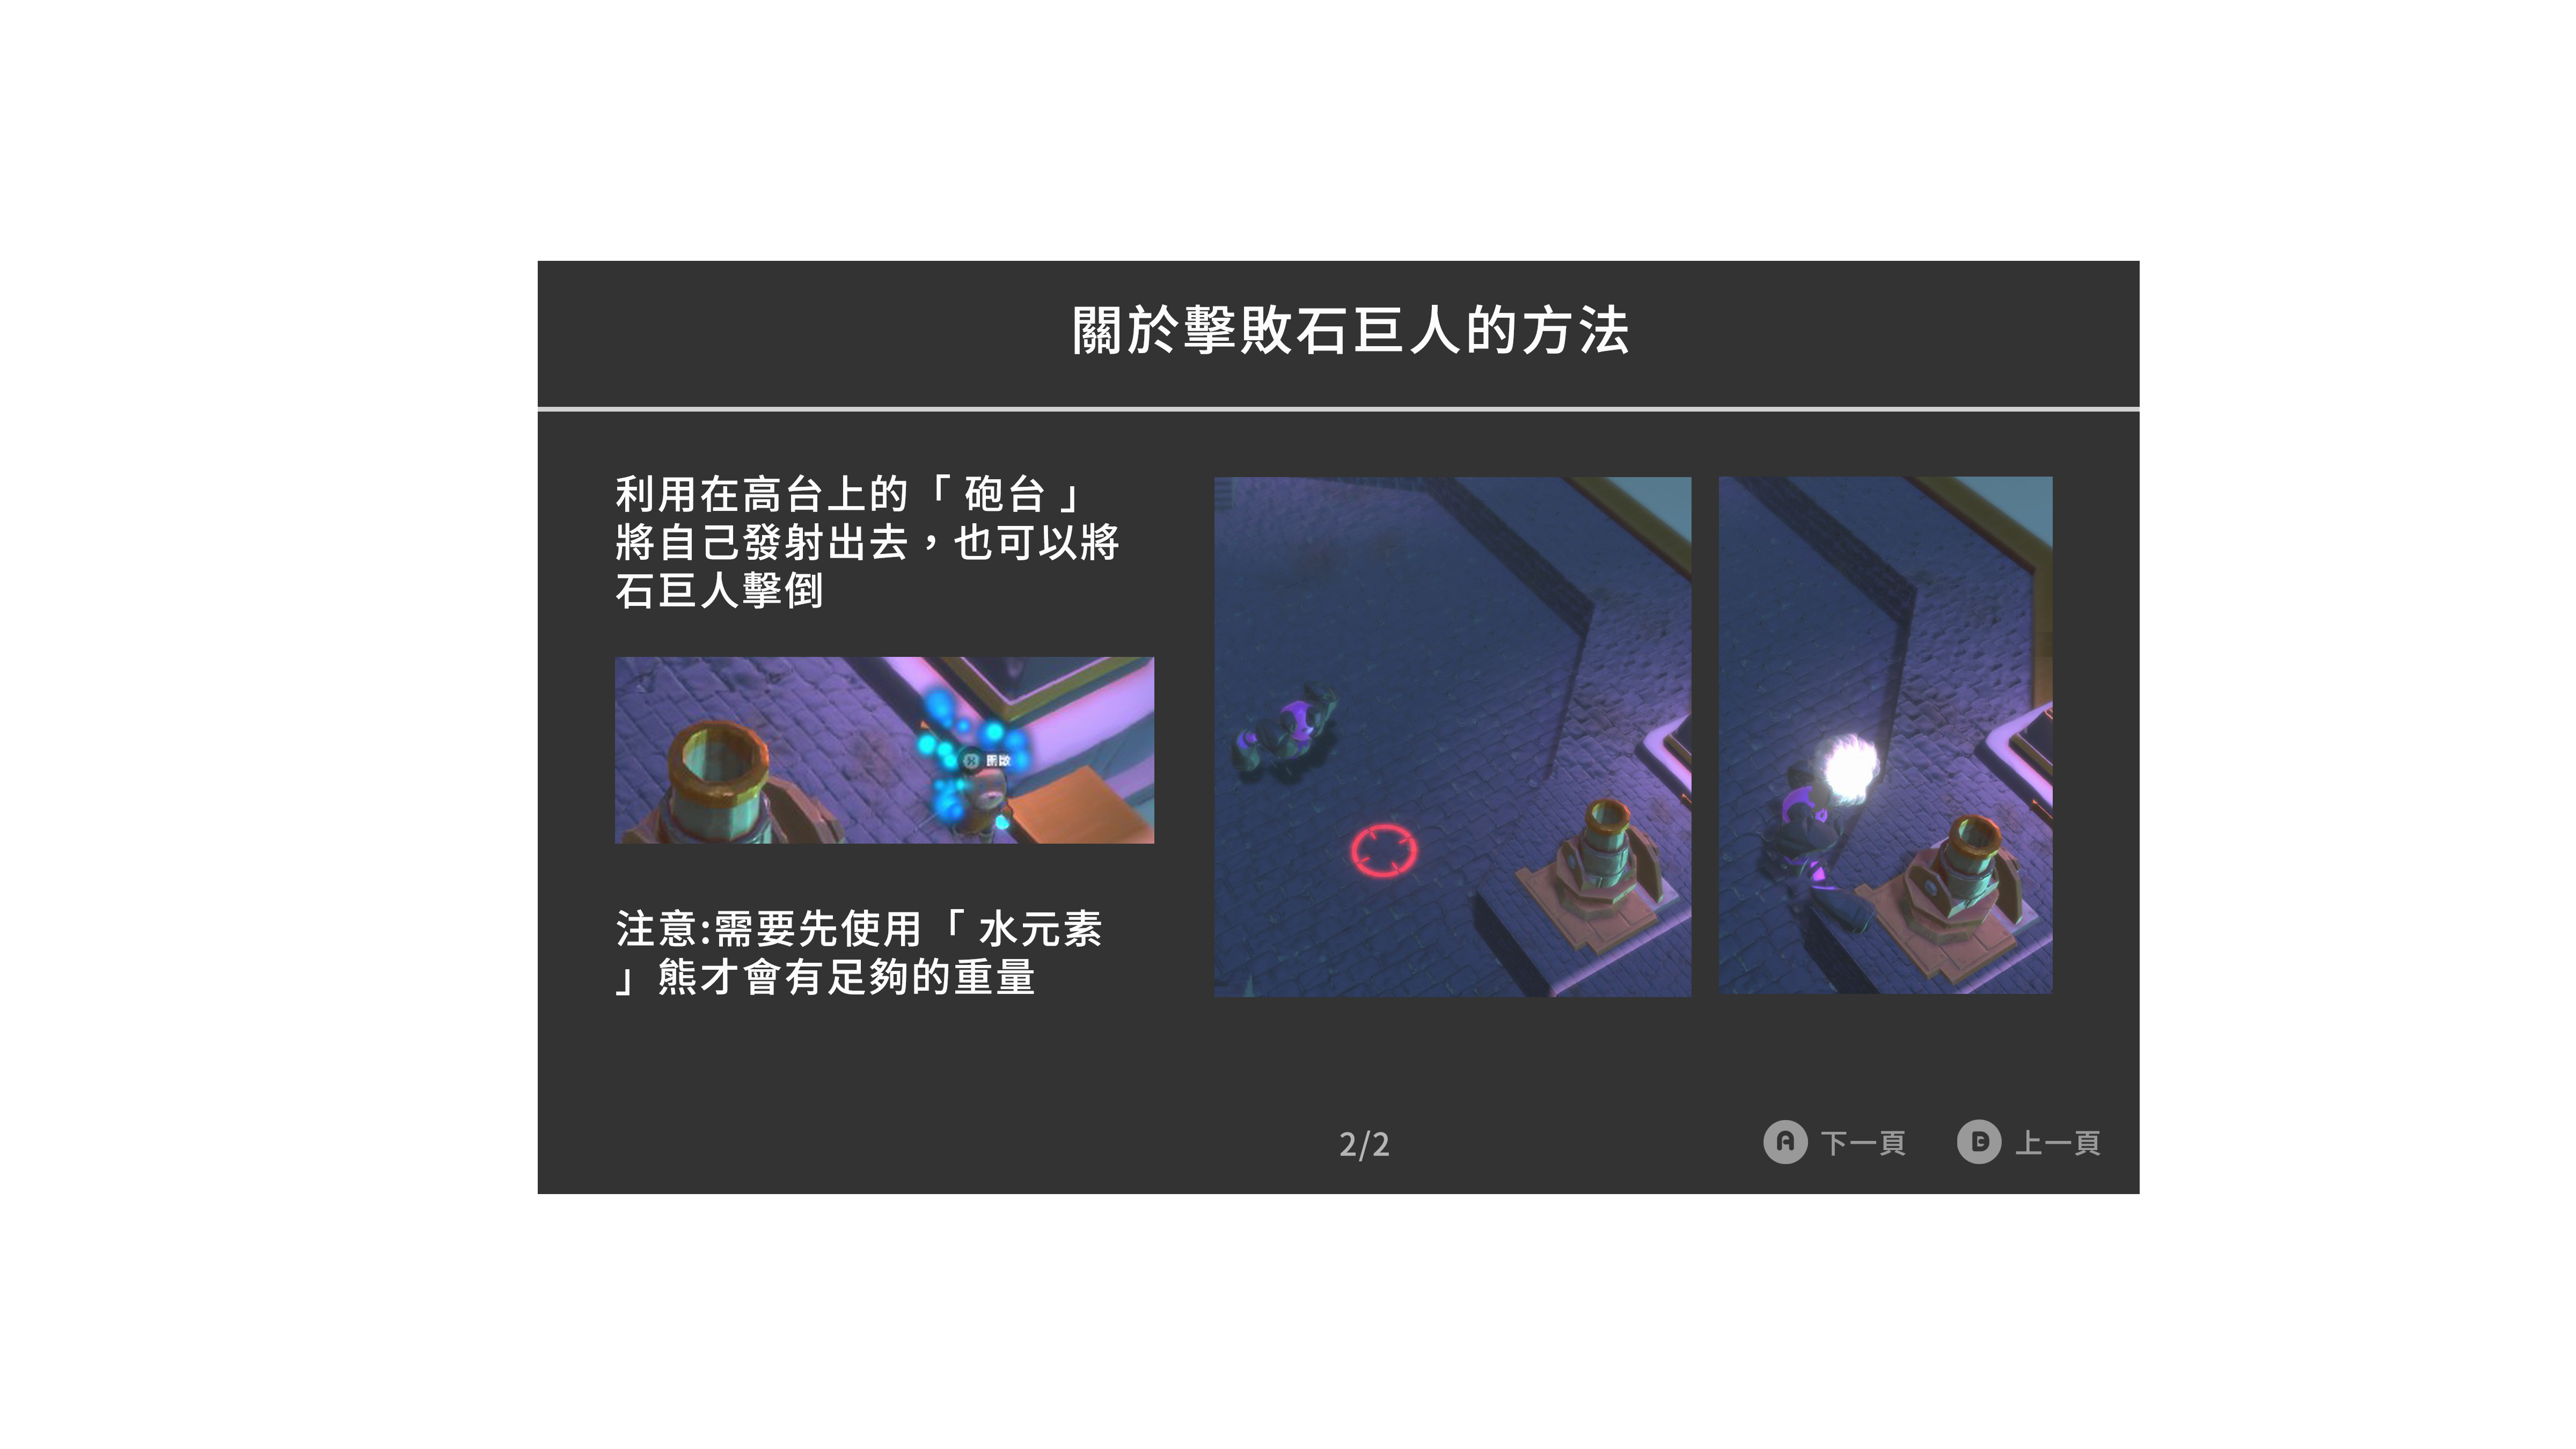 關於擊敗石巨人的方法
利用在高台上的「 砲台 」
將自己發射出去，也可以將
石巨人擊倒
開啟
注意:需要先使用「 水元素
」熊才會有足夠的重量
2/2
A 下一頁
B 上一頁